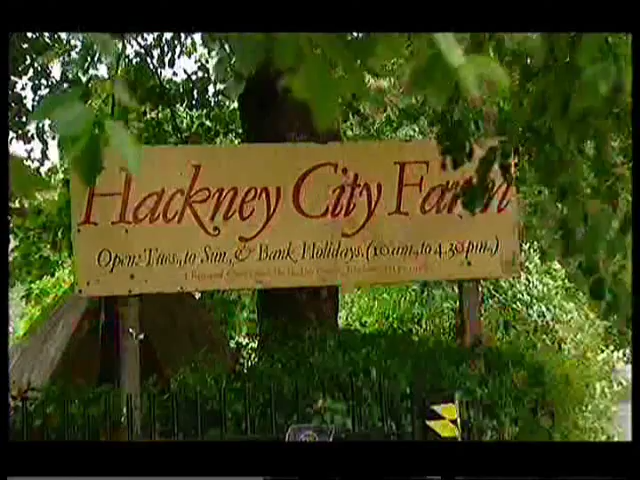 Hackney City Farm
Open: Tues., to Sun., & Bank Holidays, (10am., to 4.30pm.,)